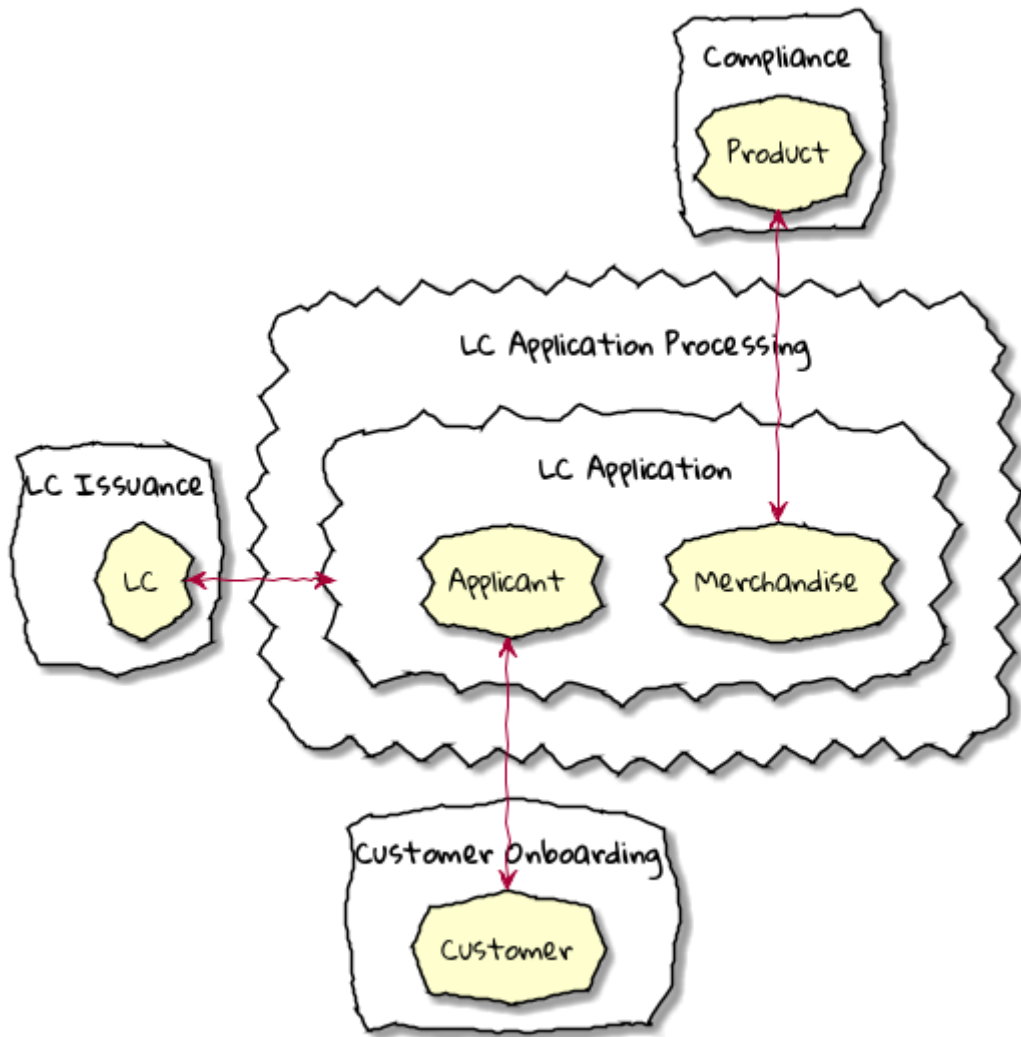 Compliance
Product
LC Application Processing
LC Application
LC Issuance
LC
Applicant
Merchandise
Customer Onboarding
Customer